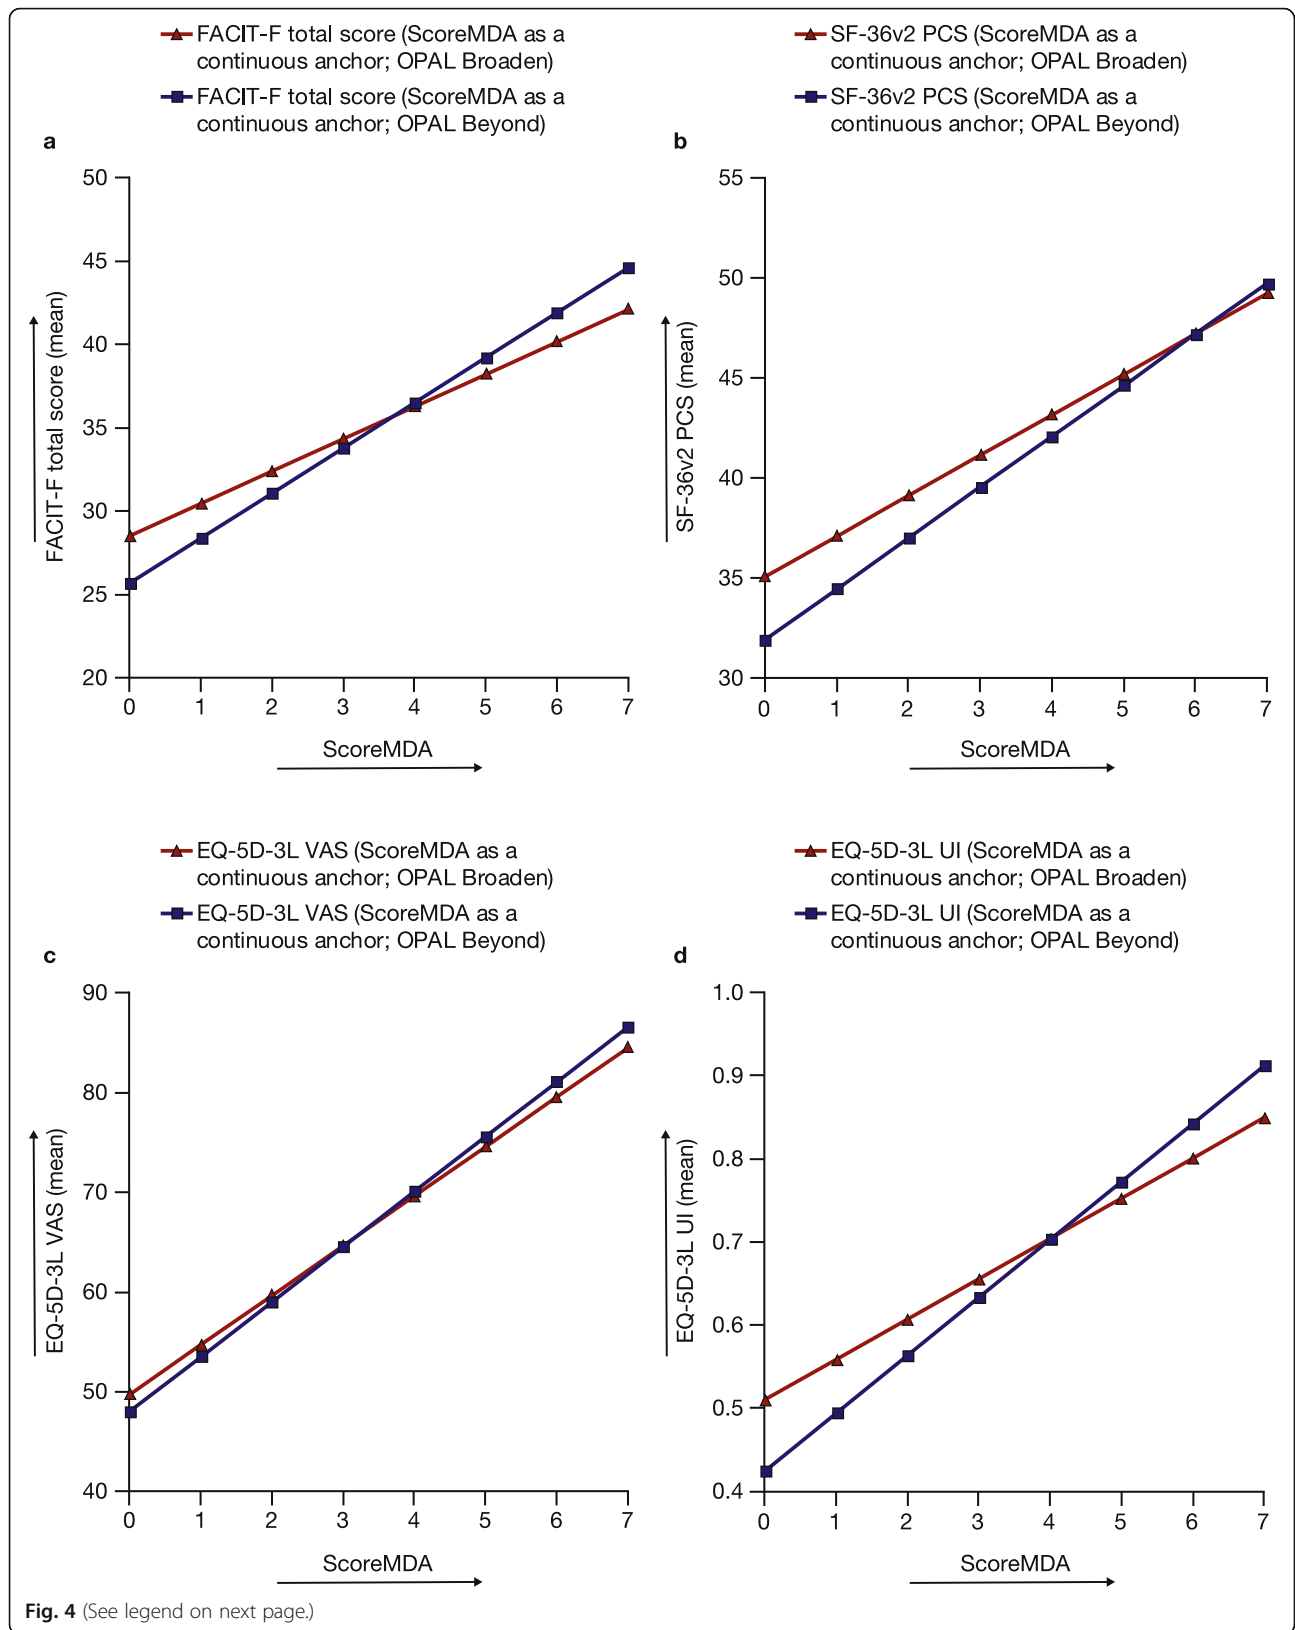 FACIT-F total score (ScoreMDA as a
continuous anchor; OPAL Broaden)
FACIT-F total score (ScoreMDA as a
continuous anchor; OPAL Beyond)
a
50
45
40
35
30
25
20
FACIT-F total score (mean)
0 1 2 3 4 5 6 7
ScoreMDA
SF-36v2 PCS (ScoreMDA as a
continuous anchor; OPAL Broaden)
SF-36v2 PCS (ScoreMDA as a
continuous anchor; OPAL Beyond)
b
55
50
45
40
35
30
SF-36v2 PCS (mean)
0 1 2 3 4 5 6 7
ScoreMDA
EQ-5D-3L VAS (ScoreMDA as a
continuous anchor; OPAL Broaden)
EQ-5D-3L VAS (ScoreMDA as a
continuous anchor; OPAL Beyond)
c
90
80
70
60
50
40
EQ-5D-3L VAS (mean)
0 1 2 3 4 5 6 7
ScoreMDA
EQ-5D-3L UI (ScoreMDA as a
continuous anchor; OPAL Broaden)
EQ-5D-3L UI (ScoreMDA as a
continuous anchor; OPAL Beyond)
d
1.0
0.9
0.8
0.7
0.6
0.5
0.4
EQ-5D-3L UI (mean)
0 1 2 3 4 5 6 7
ScoreMDA
Fig. 4 (See legend on next page.)